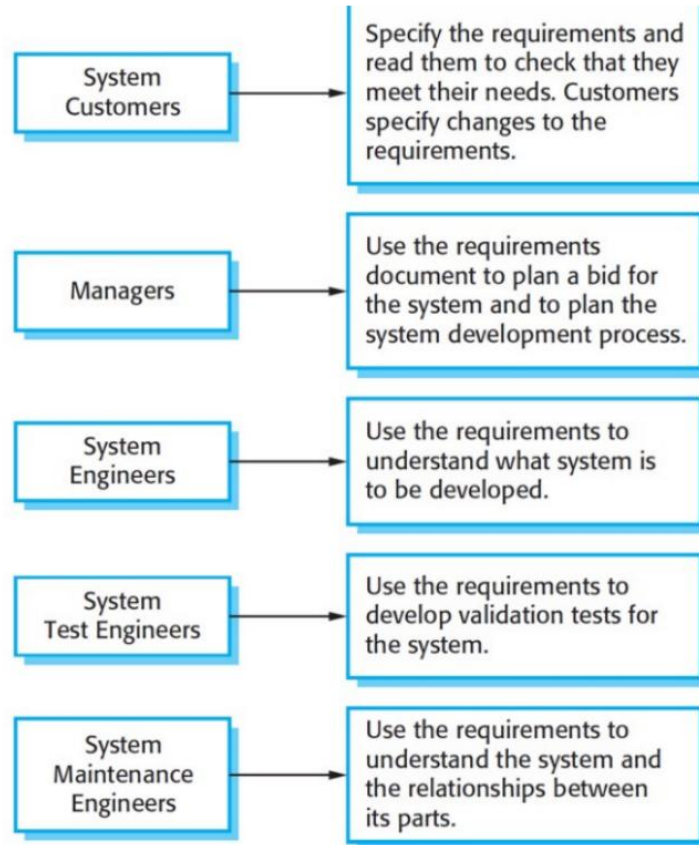 System
Customers
Specify the requirements and
read them to check that they
meet their needs. Customers
specify changes to the
requirements.
Managers
Use the requirements
document to plan a bid for
the system and to plan the
system development process.
System
Engineers
Use the requirements to
understand what system is
to be developed.
System
Test Engineers
Use the requirements to
develop validation tests for
the system.
System
Maintenance
Engineers
Use the requirements to
understand the system and
the relationships between
its parts.